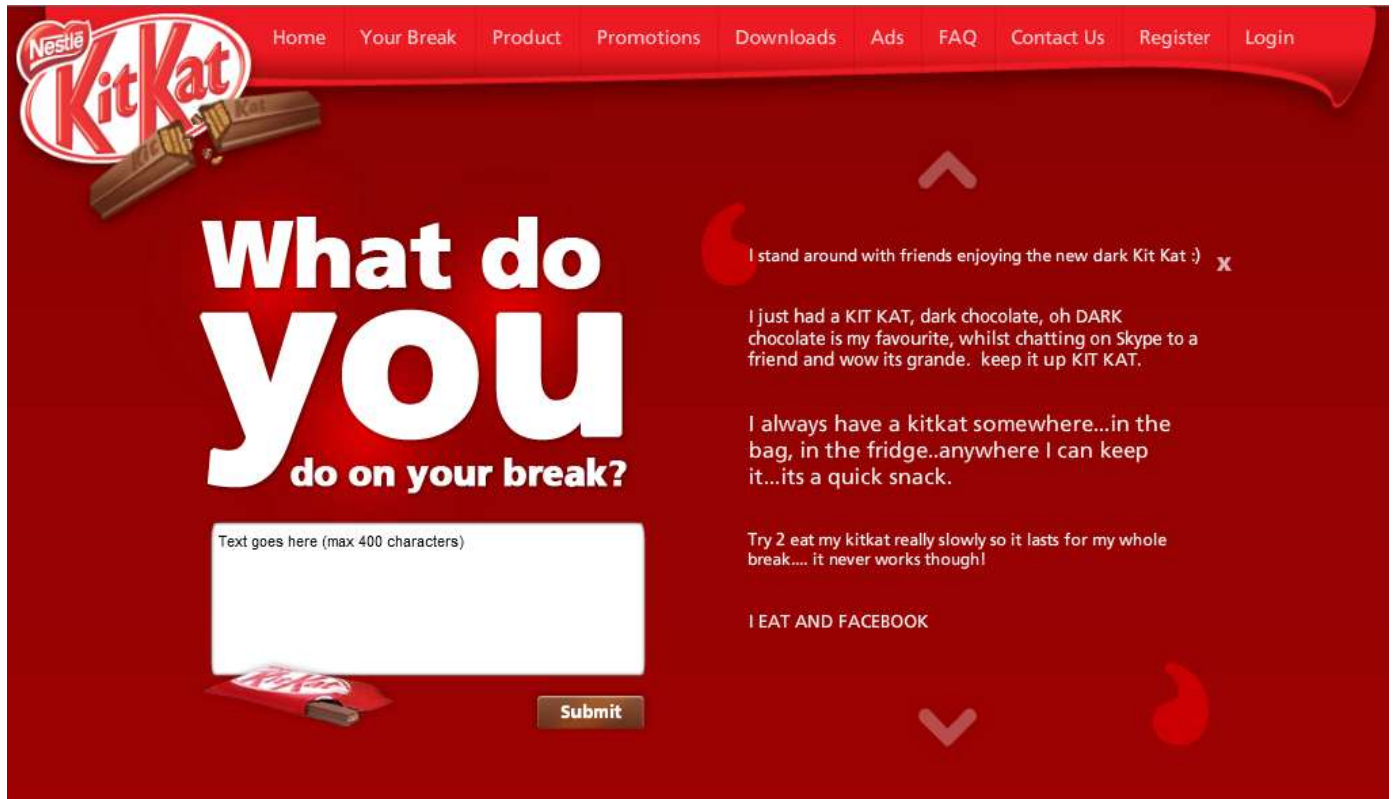 Nestlé
KitKat
Kit Kat
Home Your Break Product Promotions Downloads Ads FAQ Contact Us Register Login
What do
you
do on your break?
Text goes here (max 400 characters)
KitKat
Submit
I stand around with friends enjoying the new dark Kit Kat :) x
I just had a KIT KAT, dark chocolate, oh DARK
chocolate is my favourite, whilst chatting on Skype to a
friend and wow its grande. keep it up KIT KAT.
I always have a kitkat somewhere...in the
bag, in the fridge..anywhere I can keep
it...its a quick snack.
Try 2 eat my kitkat really slowly so it lasts for my whole
break.... it never works though!
I EAT AND FACEBOOK